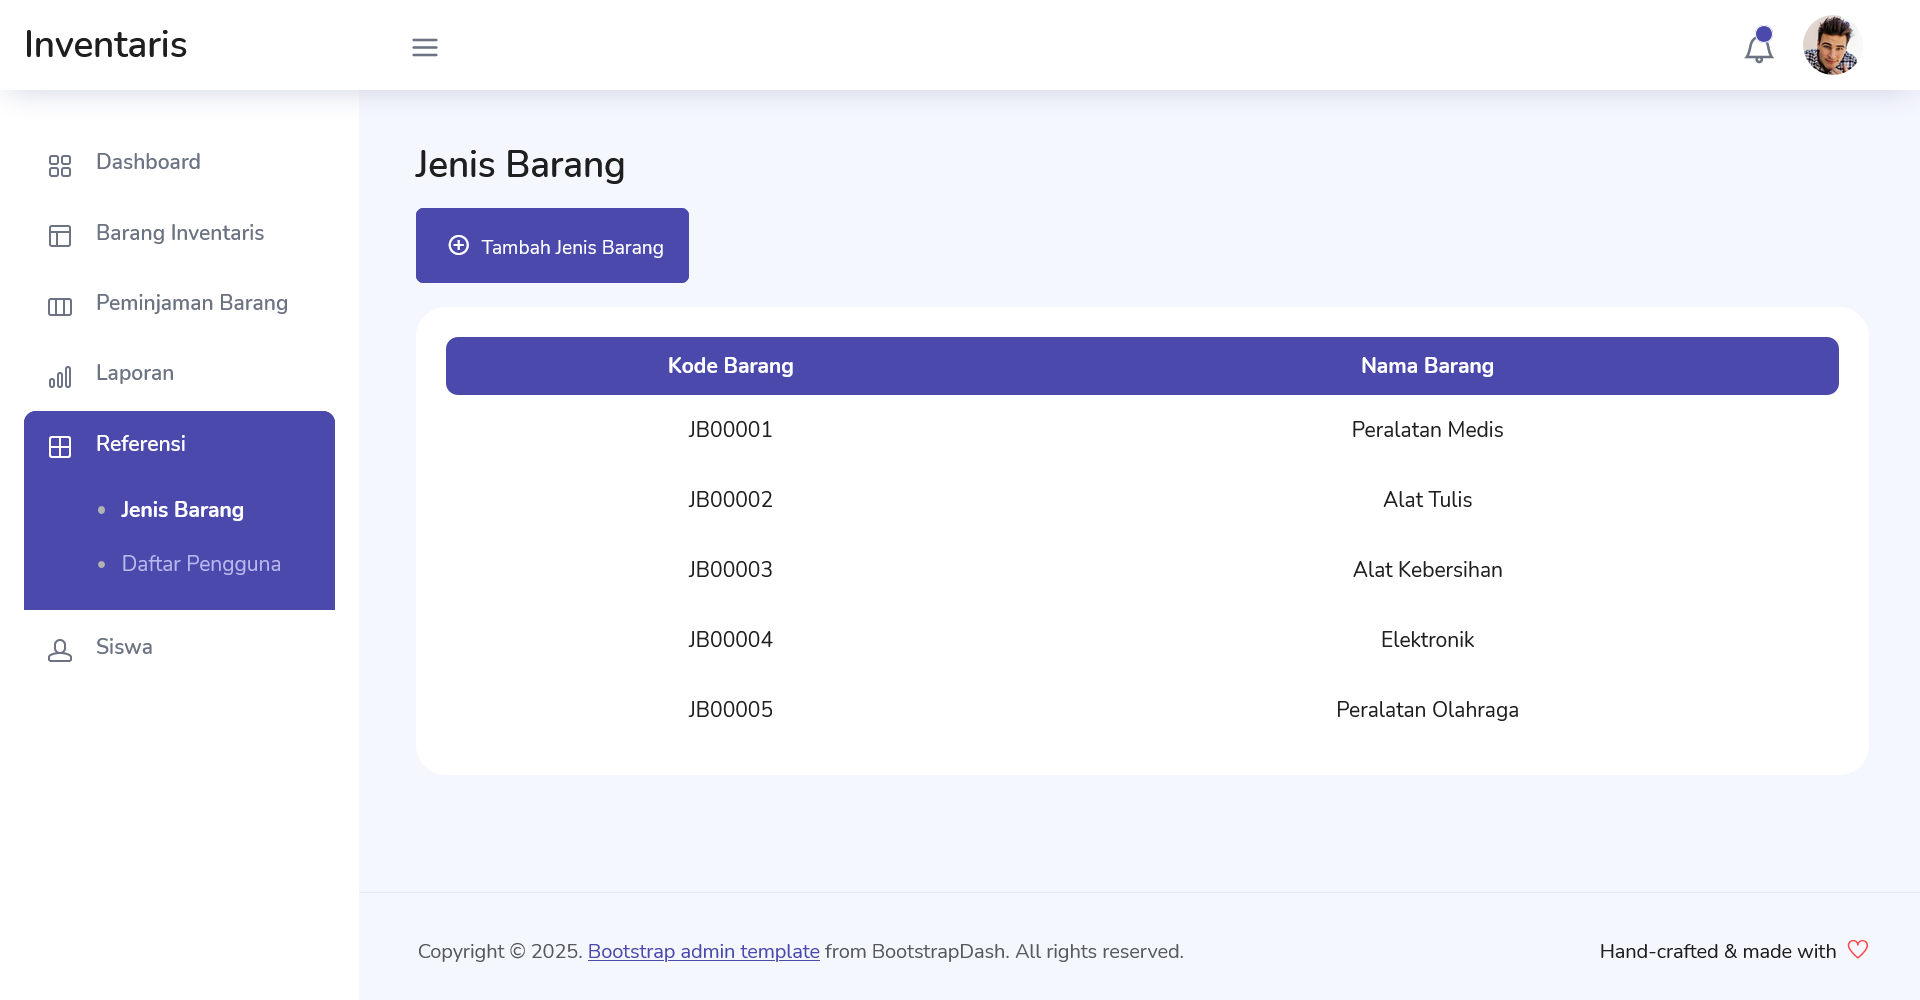 Inventaris
Dashboard
Barang Inventaris
Peminjaman Barang
Laporan
Referensi
Jenis Barang
Daftar Pengguna
Siswa
Jenis Barang
Tambah Jenis Barang
Kode Barang Nama Barang
JB00001 Peralatan Medis
JB00002 Alat Tulis
JB00003 Alat Kebersihan
JB00004 Elektronik
JB00005 Peralatan Olahraga
Copyright © 2025. Bootstrap admin template from BootstrapDash. All rights reserved.
Hand-crafted & made with